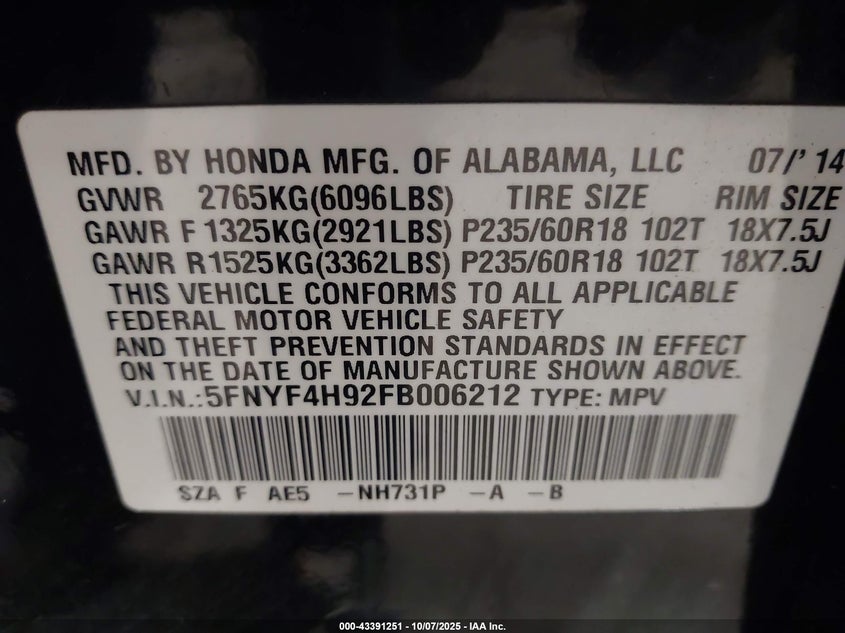 MFD. BY HONDA MFG. OF ALABAMA, LLC 07/'14
GVWR 2765KG(6096LBS) TIRE SIZE RIM SIZE
GAWR F 1325KG(2921LBS) P235/60R18 102T 18X7.5J
GAWR R1525KG(3362LBS) P235/60R18 102T 18X7.5J
THIS VEHICLE CONFORMS TO ALL APPLICABLE
FEDERAL MOTOR VEHICLE SAFETY
AND THEFT PREVENTION STANDARDS IN EFFECT
ON THE DATE OF MANUFACTURE SHOWN ABOVE.
V.I.N.:5FNYF4H92FB006212 TYPE: MPV
SZA F AE5 -NH731P -A -B
000-43391251 - 10/07/2025 - IAA Inc.